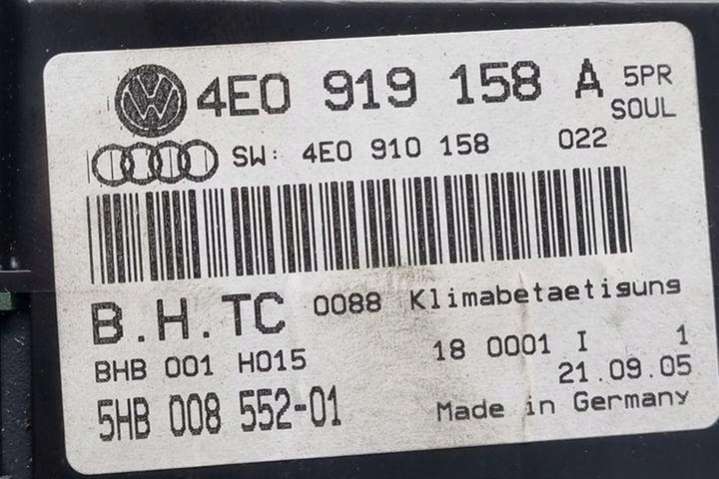 4E0 919 158 A 5PR
SOUL
SW: 4E0 910 158 022
B.H.TC 0088 Klimabetaetigung
BHB 001 H015 18 0001 I 1
21.09.05
5HB 008 552-01 Made in Germany